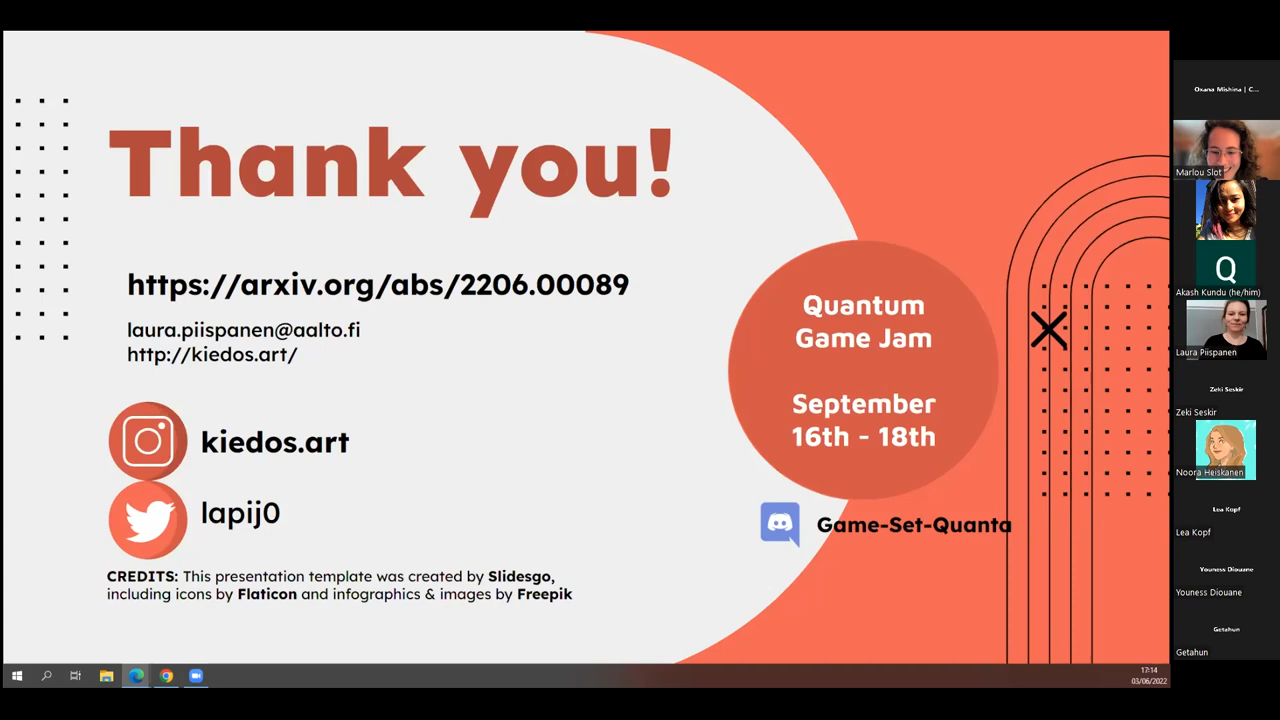 Thank you!
https://arxiv.org/abs/2206.00089
laura.piispanen@aalto.fi
http://kiedos.art/
kiedos.art
lapij0
CREDITS: This presentation template was created by Slidesgo,
including icons by Flaticon and infographics & images by Freepik
Quantum
Game Jam
September
16th - 18th
Game-Set-Quanta
Oxana Mishina | C...
Marlou Slot
Q
Akash Kundu (he/him)
Laura Piispanen
Zeki Seskir
Zeki Seskir
Noora Heiskanen
Lea Kopf
Lea Kopf
Youness Diouane
Youness Diouane
Getahun
Getahun
17:14
03/06/2022